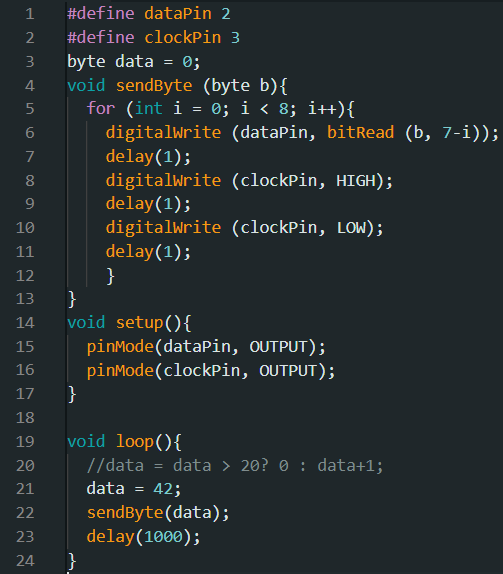 1 #define dataPin 2
2 #define clockPin 3
3 byte data = 0;
4 void sendByte (byte b){
5   for (int i = 0; i < 8; i++){
6     digitalWrite (dataPin, bitRead (b, 7-i));
7     delay(1);
8     digitalWrite (clockPin, HIGH);
9     delay(1);
10     digitalWrite (clockPin, LOW);
11     delay(1);
12     }
13 }
14 void setup(){
15   pinMode(dataPin, OUTPUT);
16   pinMode(clockPin, OUTPUT);
17 }
18
19 void loop(){
20   //data = data > 20? 0 : data+1;
21   data = 42;
22   sendByte(data);
23   delay(1000);
24 }